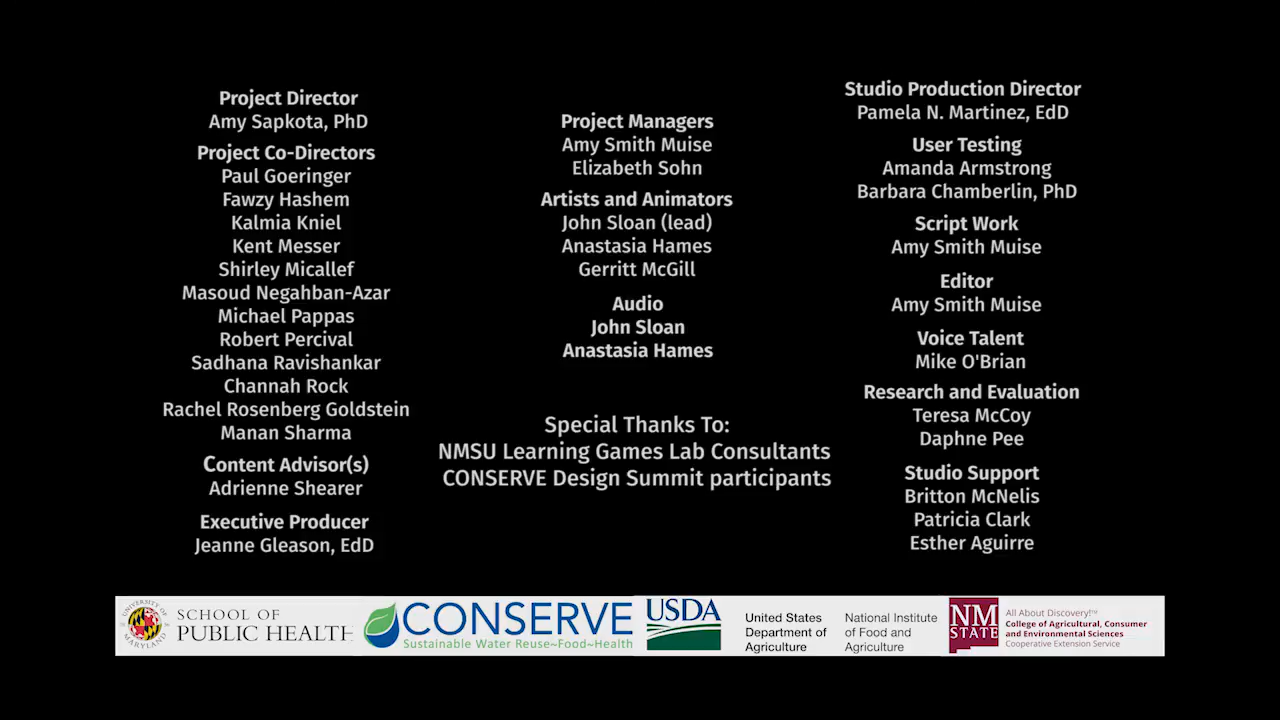 Project Director
Amy Sapkota, PhD
Project Co-Directors
Paul Goeringer
Fawzy Hashem
Kalmia Kniel
Kent Messer
Shirley Micallef
Masoud Negahban-Azar
Michael Pappas
Robert Percival
Sadhana Ravishankar
Channah Rock
Rachel Rosenberg Goldstein
Manan Sharma
Content Advisor(s)
Adrienne Shearer
Executive Producer
Jeanne Gleason, EdD
Project Managers
Amy Smith Muise
Elizabeth Sohn
Artists and Animators
John Sloan (lead)
Anastasia Hames
Gerritt McGill
Audio
John Sloan
Anastasia Hames
Special Thanks To:
NMSU Learning Games Lab Consultants
CONSERVE Design Summit participants
Studio Production Director
Pamela N. Martinez, EdD
User Testing
Amanda Armstrong
Barbara Chamberlin, PhD
Script Work
Amy Smith Muise
Editor
Amy Smith Muise
Voice Talent
Mike O'Brian
Research and Evaluation
Teresa McCoy
Daphne Pee
Studio Support
Britton McNelis
Patricia Clark
Esther Aguirre
UNIVERSITY OF
MARYLAND
SCHOOL OF
PUBLIC HEALTH
CONSERVE
Sustainable Water Reuse~Food~Health
USDA
United States
Department of
Agriculture
National Institute
of Food and
Agriculture
NM
STATE
All About Discovery!™
College of Agricultural, Consumer
and Environmental Sciences
Cooperative Extension Service